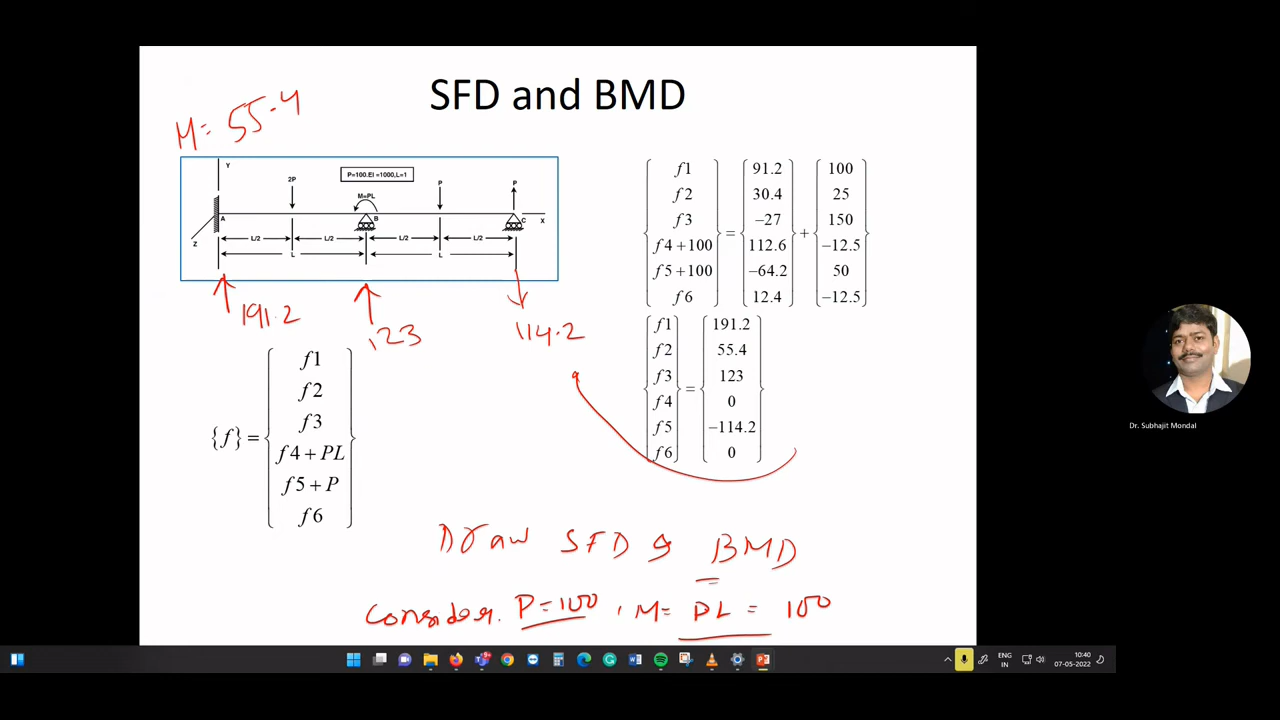 SFD and BMD
M= 55.4
Y
P=100.EI =1000,L=1
2P
M=PL
P
P
A
B
C
X
Z
L/2
L/2
L/2
L/2
L
L
191.2
123
114.2
{f} =
f1
f2
f3
f4 + PL
f5 + P
f6
f1 91.2 100
f2 30.4 25
f3 −27 150
f4 +100 = 112.6 + −12.5
f5 +100 −64.2 50
f6 12.4 −12.5
f1 191.2
f2 55.4
f3 = 123
f4 0
f5 −114.2
f6 0
Draw SFD & BMD
Consider. P=100 , M= PL = 100
Dr. Subhajit Mondal
ENG
IN
10:40
07-05-2022